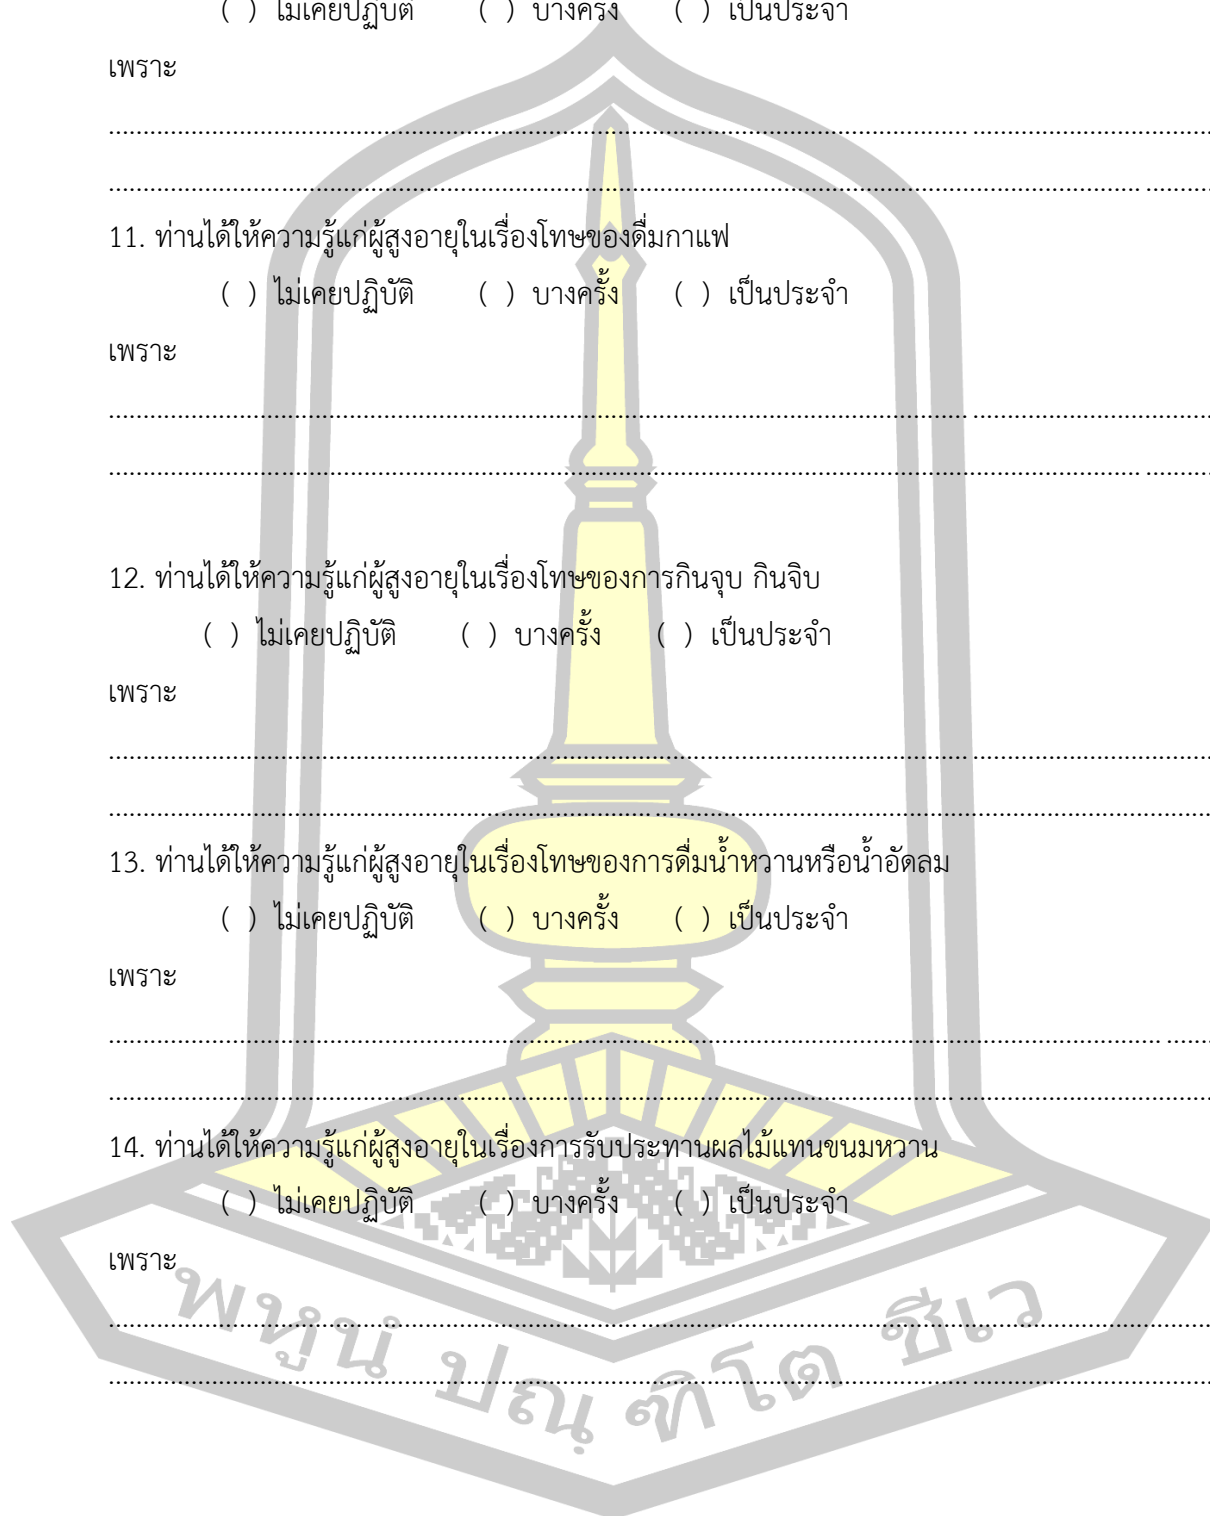 ( ) ไม่เคยปฏิบัติ ( ) บางครั้ง ( ) เป็นประจำ
เพราะ
................................................................................................................................ ....................................
.......................................................................................................................................................... ..........
11. ท่านได้ให้ความรู้แก่ผู้สูงอายุในเรื่องโทษของดื่มกาแฟ
( ) ไม่เคยปฏิบัติ ( ) บางครั้ง ( ) เป็นประจำ
เพราะ
................................................................................................................................ ....................................
.......................................................................................................................................................... ..........
12. ท่านได้ให้ความรู้แก่ผู้สูงอายุในเรื่องโทษของการกินจุบ กินจิบ
( ) ไม่เคยปฏิบัติ ( ) บางครั้ง ( ) เป็นประจำ
เพราะ
................................................................................................................................ ....................................
................................................................................. ...................................................................................
13. ท่านได้ให้ความรู้แก่ผู้สูงอายุในเรื่องโทษของการดื่มน้ำหวานหรือน้ำอัดลม
( ) ไม่เคยปฏิบัติ ( ) บางครั้ง ( ) เป็นประจำ
เพราะ
............................................................................................................................................................. .......
.............................................................................................................................. ......................................
14. ท่านได้ให้ความรู้แก่ผู้สูงอายุในเรื่องการรับประทานผลไม้แทนขนมหวาน
( ) ไม่เคยปฏิบัติ ( ) บางครั้ง ( ) เป็นประจำ
เพราะ
....................................................................................................................................................................
................................................................................................................................ ....................................
พหูนํ ปณฺฑิโต ชีเว